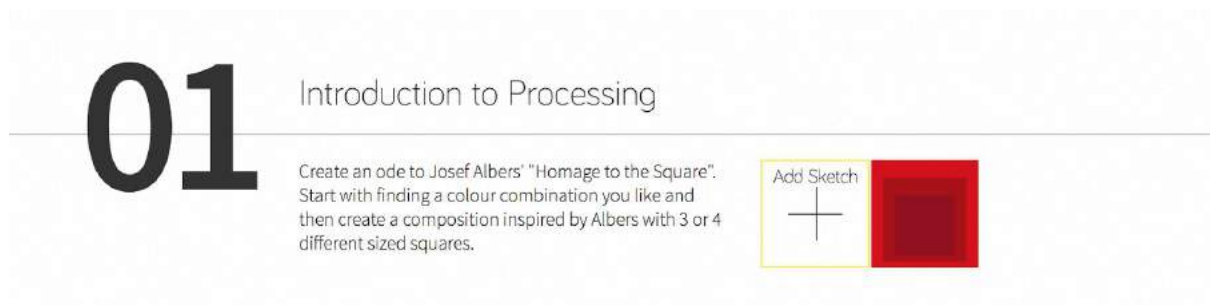 01
Introduction to Processing
Create an ode to Josef Albers' "Homage to the Square".
Start with finding a colour combination you like and
then create a composition inspired by Albers with 3 or 4
different sized squares.
Add Sketch